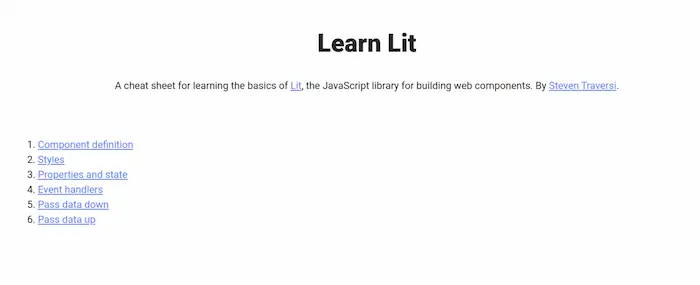 Learn Lit
A cheat sheet for learning the basics of Lit, the JavaScript library for building web components. By Steven Traversi.
1. Component definition
2. Styles
3. Properties and state
4. Event handlers
5. Pass data down
6. Pass data up